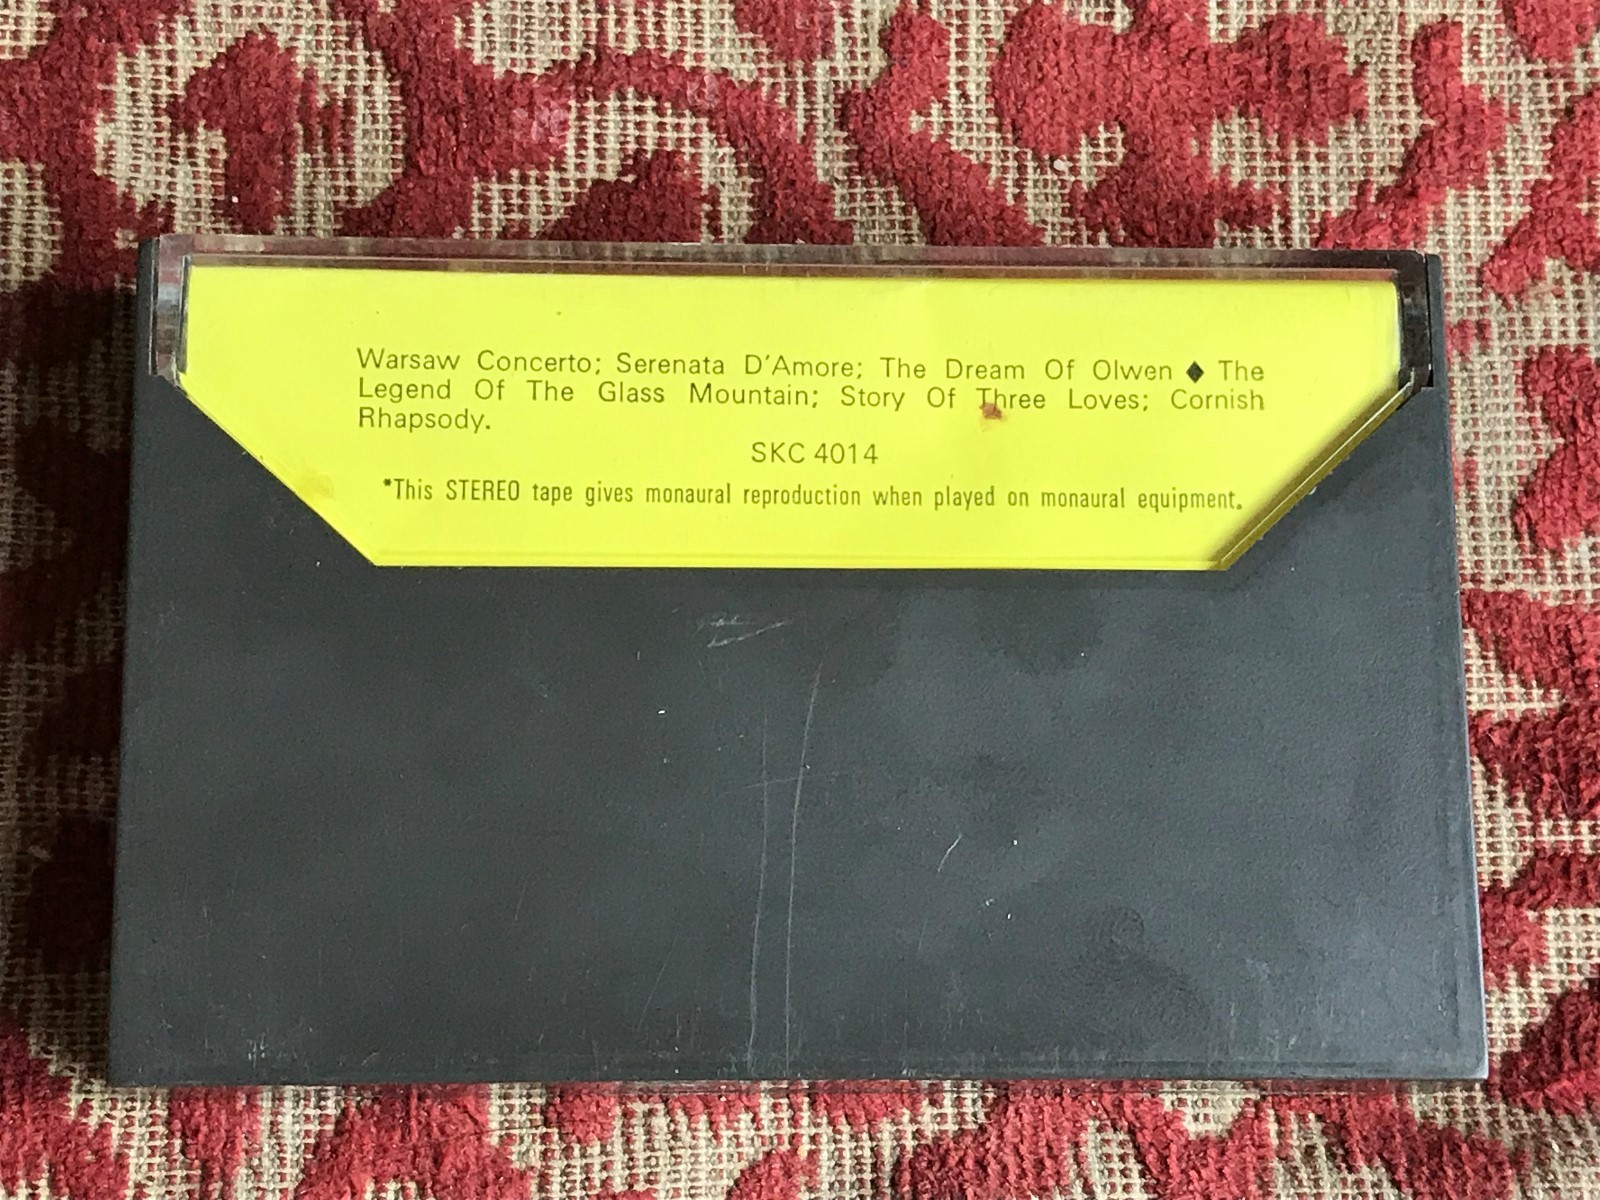 Warsaw Concerto; Serenata D'Amore; The Dream Of Olwen ♦ The
Legend Of The Glass Mountain; Story Of Three Loves; Cornish
Rhapsody.
SKC 4014
*This STEREO tape gives monaural reproduction when played on monaural equipment.